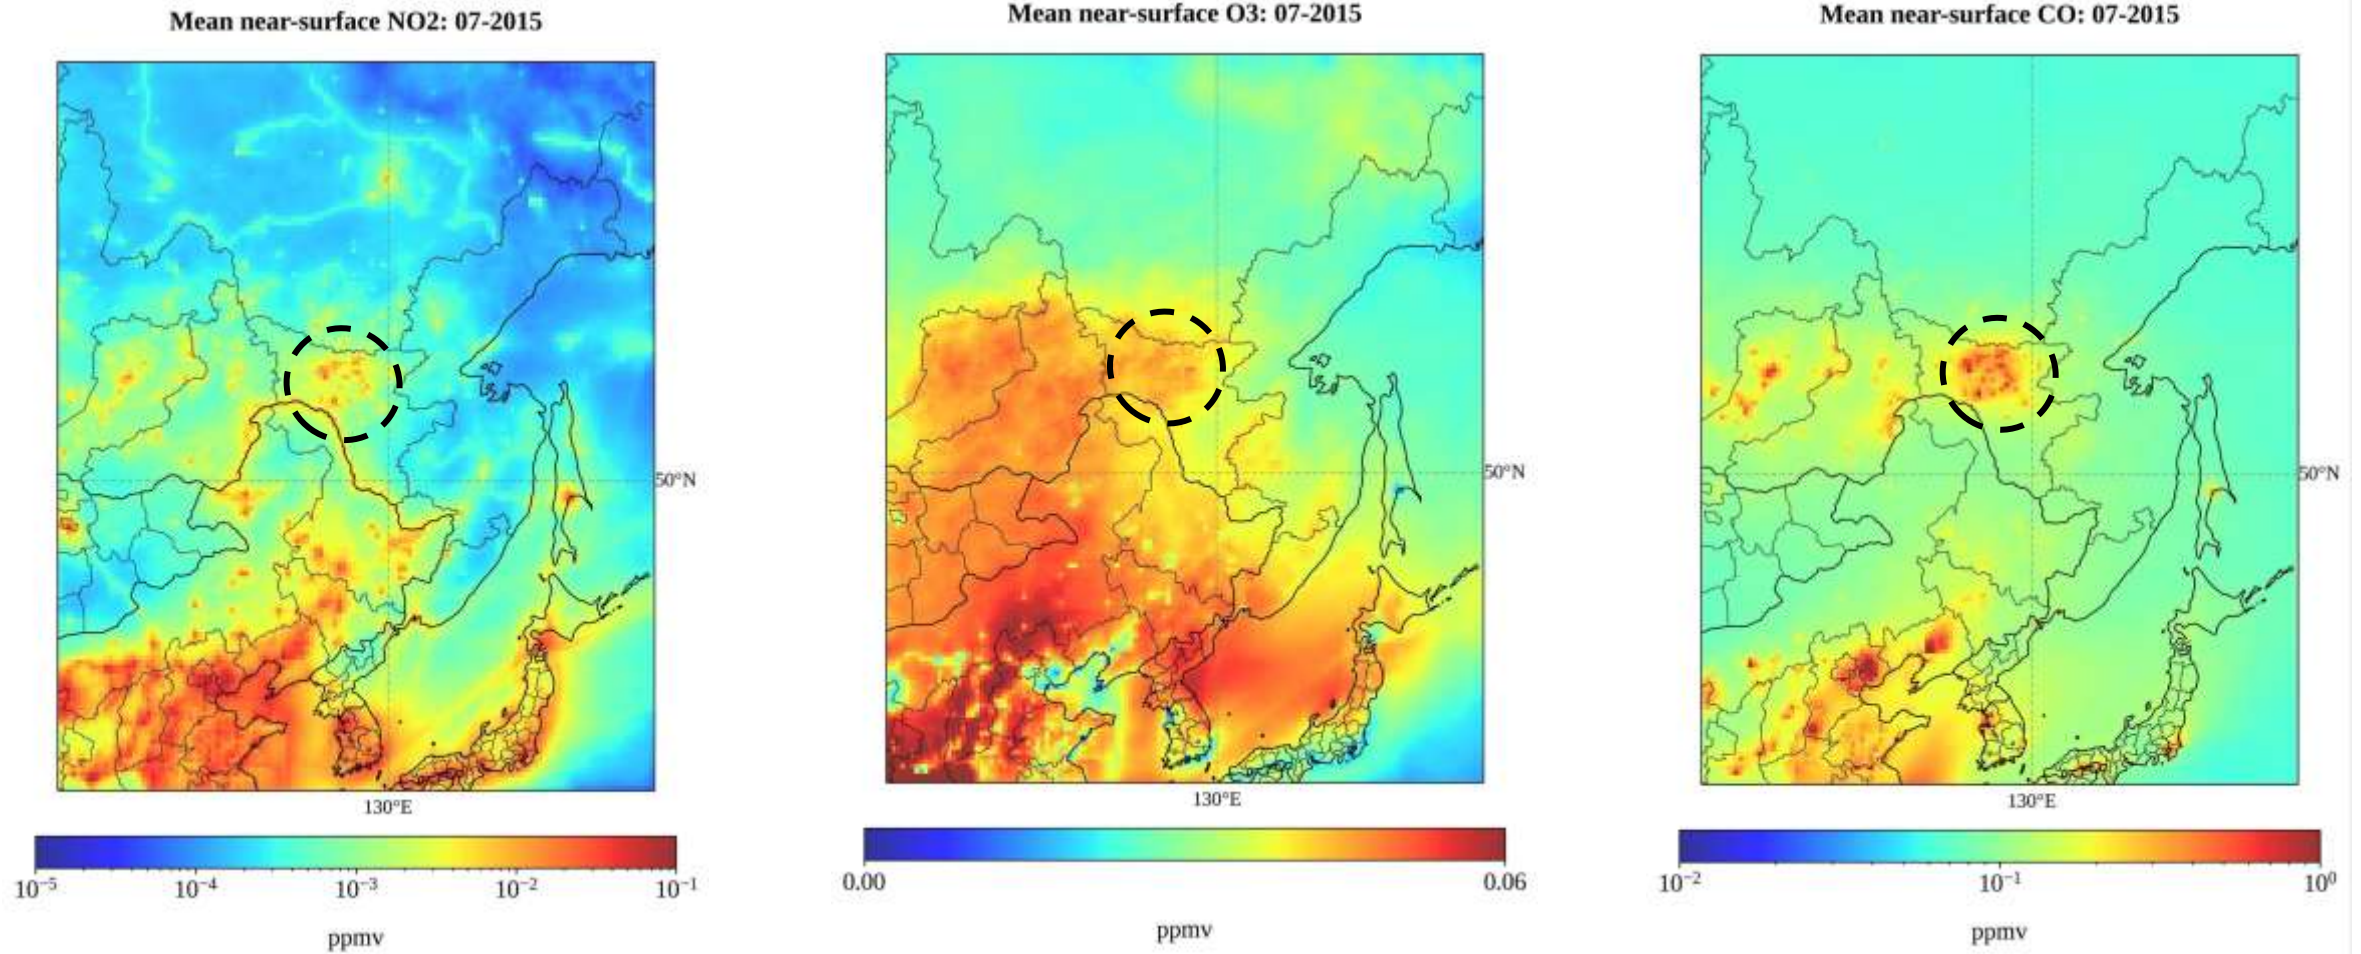 Mean near-surface NO2: 07-2015
50°N
130°E
10⁻⁵ 10⁻⁴ 10⁻³ 10⁻² 10⁻¹
ppmv
Mean near-surface O3: 07-2015
50°N
130°E
0.00 0.06
ppmv
Mean near-surface CO: 07-2015
50°N
130°E
10⁻² 10⁻¹ 10⁰
ppmv